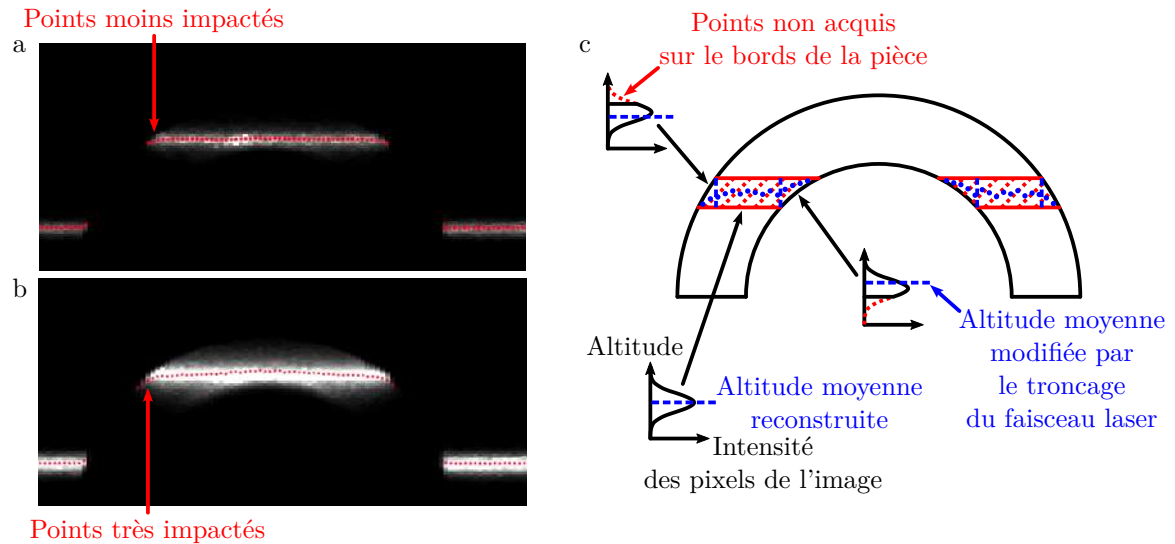 Points moins impactés
a
b
Points très impactés
c
Points non acquis
sur le bords de la pièce
Altitude
Altitude moyenne
reconstruite
Intensité
des pixels de l'image
Altitude moyenne
modifiée par
le troncage
du faisceau laser